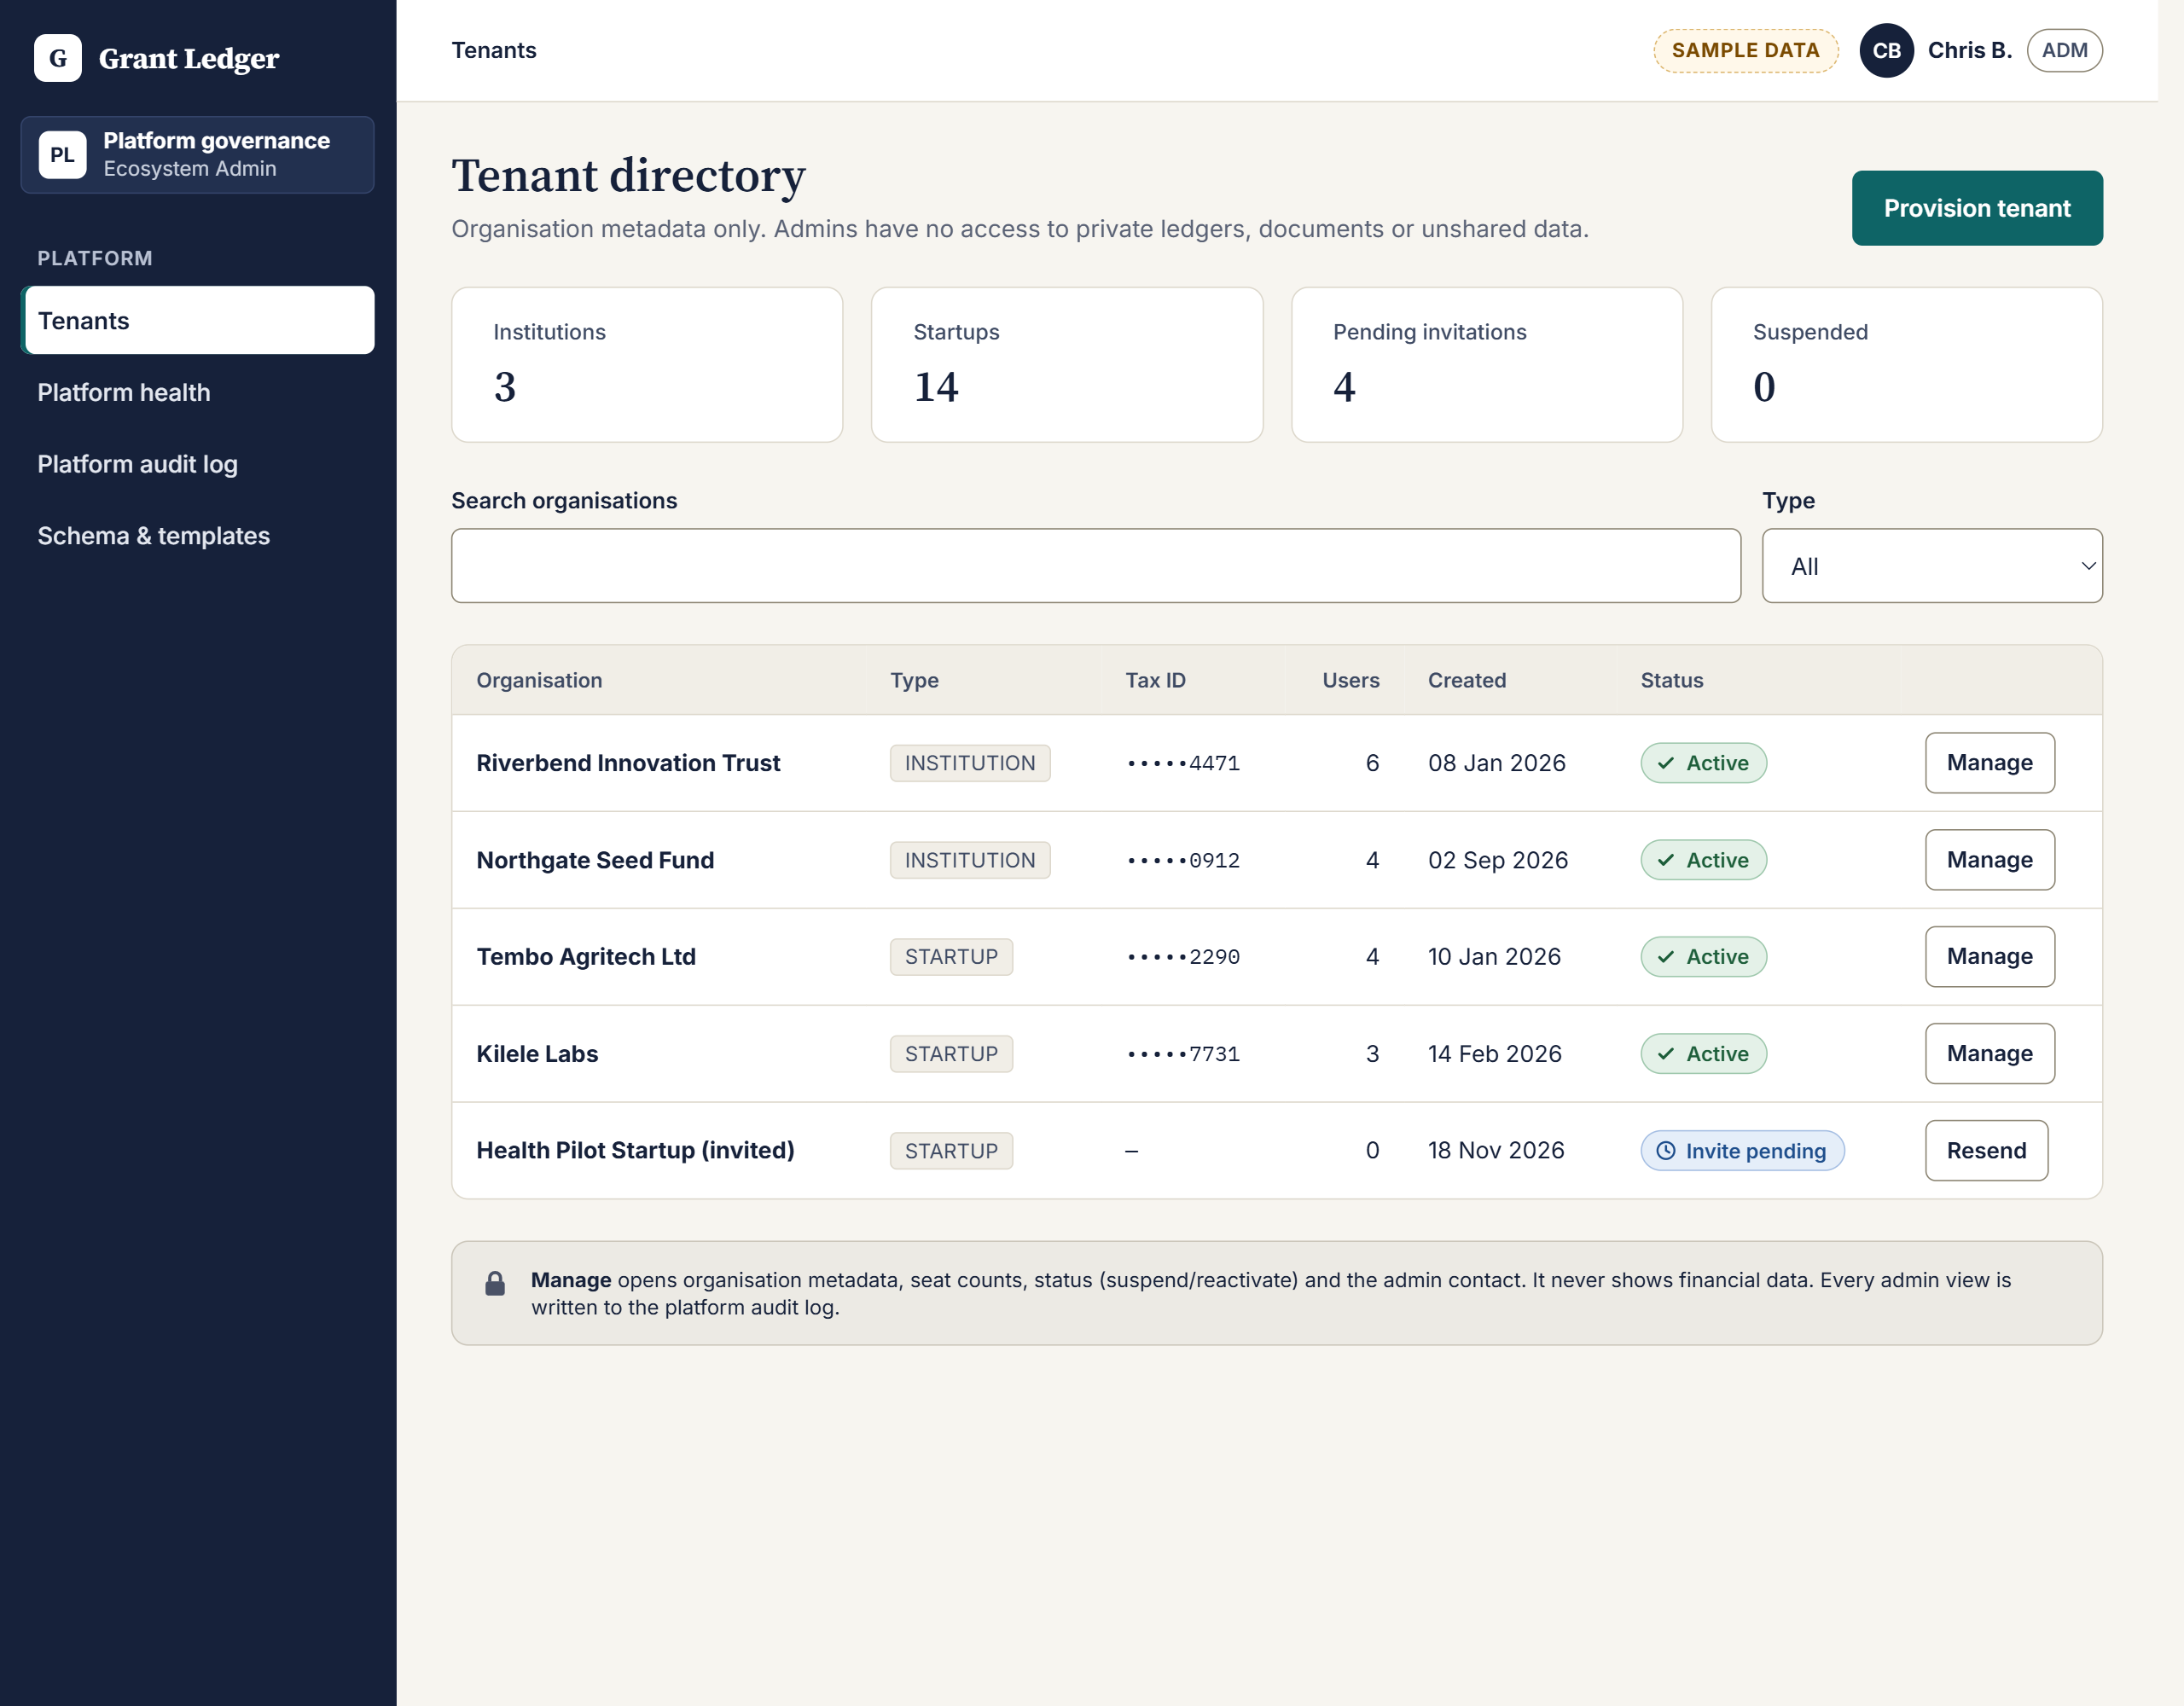 G Grant Ledger
PL Platform governance
Ecosystem Admin
PLATFORM
Tenants
Platform health
Platform audit log
Schema & templates
Tenants
SAMPLE DATA CB Chris B. ADM
Tenant directory
Organisation metadata only. Admins have no access to private ledgers, documents or unshared data.
Provision tenant
Institutions
3
Startups
14
Pending invitations
4
Suspended
0
Search organisations
Type
All
Organisation Type Tax ID Users Created Status
Riverbend Innovation Trust INSTITUTION •••••4471 6 08 Jan 2026 Active Manage
Northgate Seed Fund INSTITUTION •••••0912 4 02 Sep 2026 Active Manage
Tembo Agritech Ltd STARTUP •••••2290 4 10 Jan 2026 Active Manage
Kilele Labs STARTUP •••••7731 3 14 Feb 2026 Active Manage
Health Pilot Startup (invited) STARTUP – 0 18 Nov 2026 Invite pending Resend
Manage opens organisation metadata, seat counts, status (suspend/reactivate) and the admin contact. It never shows financial data. Every admin view is
written to the platform audit log.